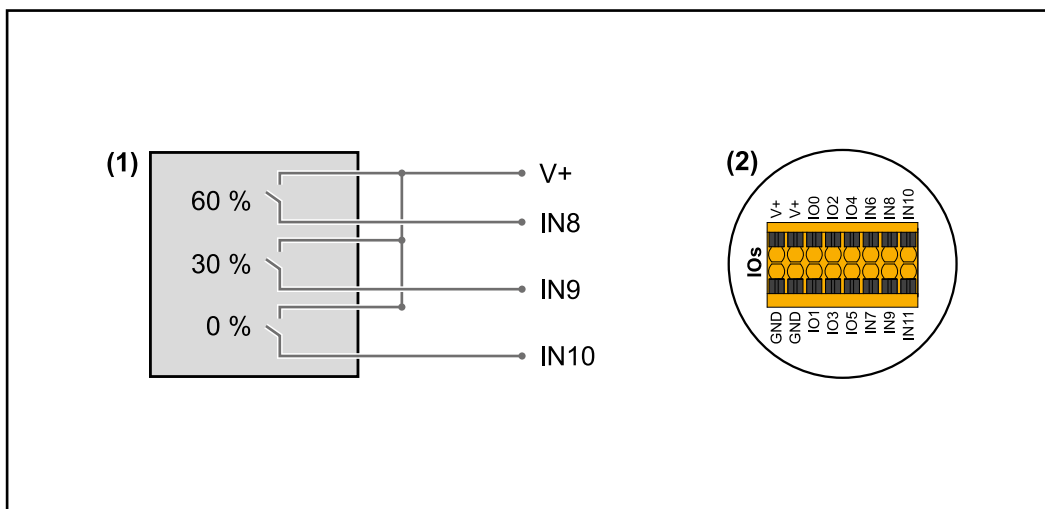 (1)
60 %
30 %
0 %
V+
IN8
IN9
IN10
(2)
V+
V+
IO0
IO2
IO4
IN6
IN8
IN10
IOs
GND
GND
IO1
IO3
IO5
IN7
IN9
IN11